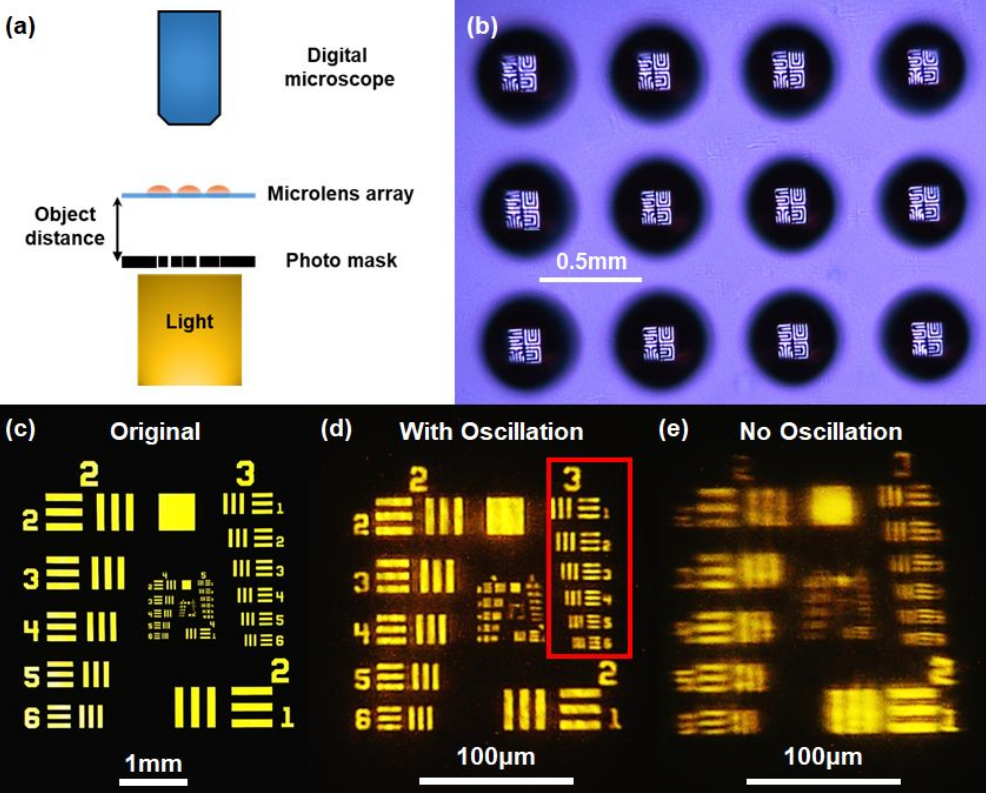 (a)
Digital
microscope
Microlens array
Object
distance
Photo mask
Light
(b)
0.5mm
(c) Original
2
3
2
1
2
3
3
4
4
5
5
6
6
2
1
1mm
(d) With Oscillation
2
3
2
1
2
3
3
4
4
5
5
6
6
2
1
100μm
(e) No Oscillation
2
1
100μm